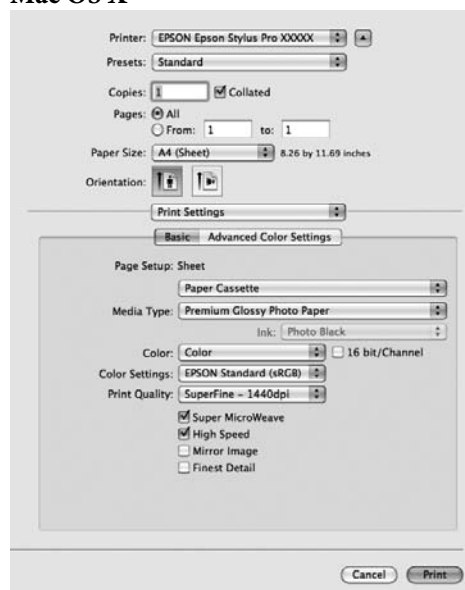 Mac OS X
Printer: EPSON Epson Stylus Pro XXXXX
Presets: Standard
Copies: 1 Collated
Pages: All
From: 1 to: 1
Paper Size: A4 (Sheet) 8.26 by 11.69 inches
Orientation:
Print Settings
Basic Advanced Color Settings
Page Setup: Sheet
Paper Cassette
Media Type: Premium Glossy Photo Paper
Ink: Photo Black
Color: Color 16 bit/Channel
Color Settings: EPSON Standard (sRGB)
Print Quality: SuperFine - 1440dpi
Super MicroWeave
High Speed
Mirror Image
Finest Detail
Cancel Print